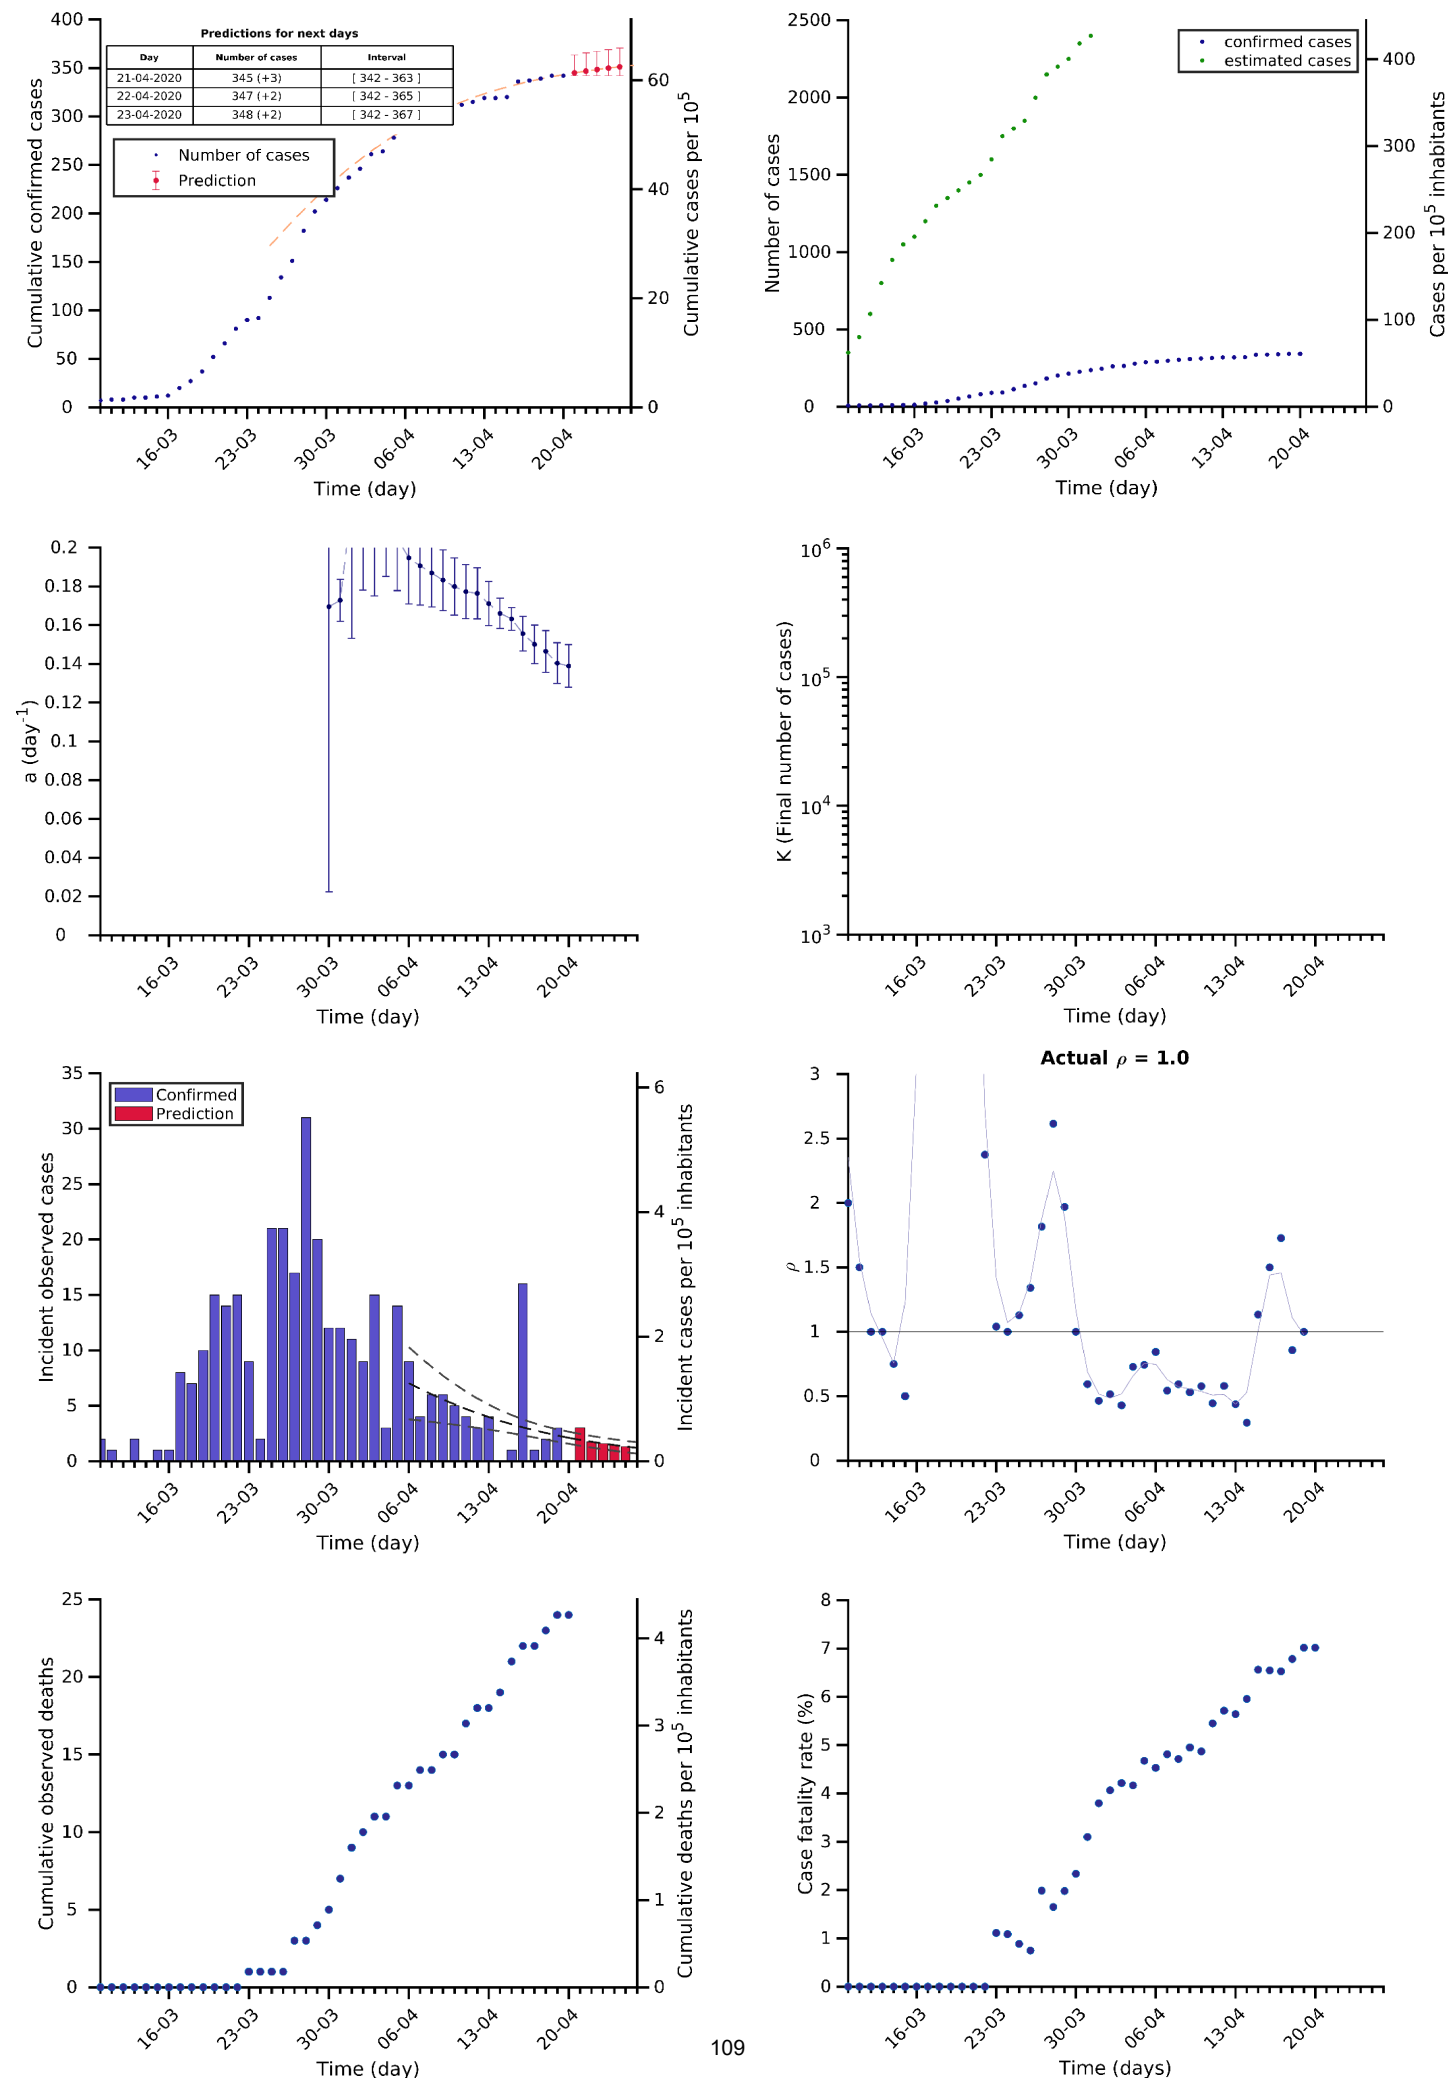 Predictions for next days
Day Number of cases Interval
21-04-2020 345 (+3) [ 342 - 363 ]
22-04-2020 347 (+2) [ 342 - 365 ]
23-04-2020 348 (+2) [ 342 - 367 ]
Number of cases
Prediction
Cumulative confirmed cases
400
350
300
250
200
150
100
50
0
60
40
20
0
Cumulative cases per 10^5
16-03 23-03 30-03 06-04 13-04 20-04
Time (day)
confirmed cases
estimated cases
Number of cases
2500
2000
1500
1000
500
0
400
300
200
100
0
Cases per 10^5 inhabitants
16-03 23-03 30-03 06-04 13-04 20-04
Time (day)
a (day^-1)
0.2
0.18
0.16
0.14
0.12
0.1
0.08
0.06
0.04
0.02
0
16-03 23-03 30-03 06-04 13-04 20-04
Time (day)
K (Final number of cases)
10^6
10^5
10^4
10^3
16-03 23-03 30-03 06-04 13-04 20-04
Time (day)
Confirmed
Prediction
Incident observed cases
35
30
25
20
15
10
5
0
6
4
2
0
Incident cases per 10^5 inhabitants
16-03 23-03 30-03 06-04 13-04 20-04
Time (day)
Actual ρ = 1.0
ρ
3
2.5
2
1.5
1
0.5
0
16-03 23-03 30-03 06-04 13-04 20-04
Time (day)
Cumulative observed deaths
25
20
15
10
5
0
4
3
2
1
0
Cumulative deaths per 10^5 inhabitants
16-03 23-03 30-03 06-04 13-04 20-04
Time (day)
Case fatality rate (%)
8
7
6
5
4
3
2
1
0
16-03 23-03 30-03 06-04 13-04 20-04
Time (days)
109